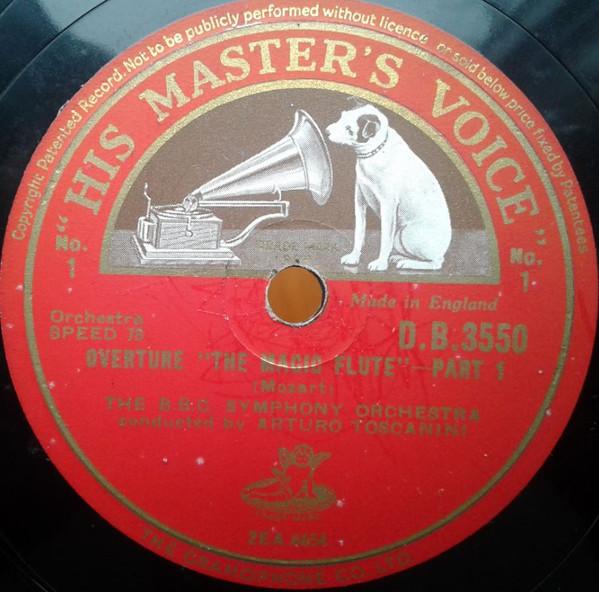 Copyright: Patented Record. Not to be publicly performed without licence, or sold below price fixed by Patentees.
"HIS MASTER'S VOICE"
No.
1
No.
1
TRADE MARK
Made in England
Orchestra
SPEED 78
D.B.3550
OVERTURE "THE MAGIC FLUTE"—PART 1
(Mozart)
THE B.B.C. SYMPHONY ORCHESTRA
conducted by ARTURO TOSCANINI
THE GRAMOPHONE CO LTD.